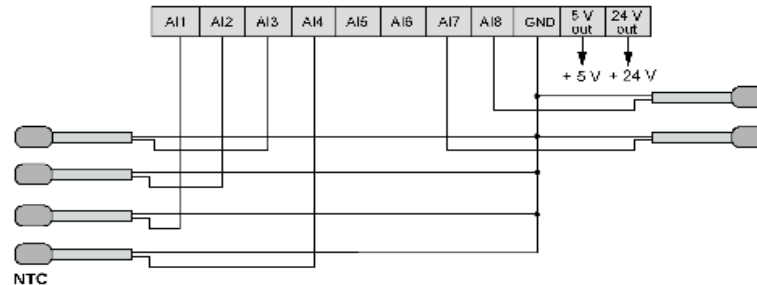 AI1 AI2 AI3 AI4 AI5 AI6 AI7 AI8 GND 5 V out 24 V out
+ 5 V + 24 V
NTC